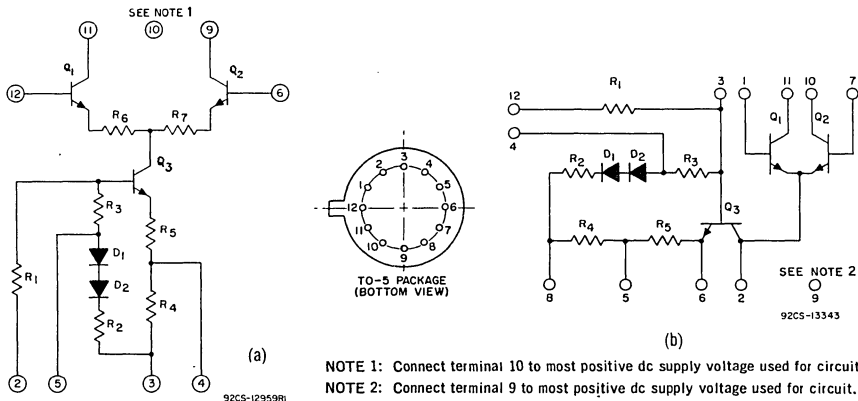 SEE NOTE 1
11 10 9
Q1 Q2
12 6
R6 R7
Q3
R3
R5
D1
R1
D2
R4
R2
(a)
2 5 3 4
92CS-12959R1
3
2 4
1 5
12 6
11 7
10 8
9
TO-5 PACKAGE
(BOTTOM VIEW)
3 1 11 10 7
R1
12
Q1 Q2
4
R2 D1 D2 R3
Q3
R4 R5
SEE NOTE 2
8 5 6 2 9
92CS-13343
(b)
NOTE 1: Connect terminal 10 to most positive dc supply voltage used for circuit
NOTE 2: Connect terminal 9 to most positive dc supply voltage used for circuit.